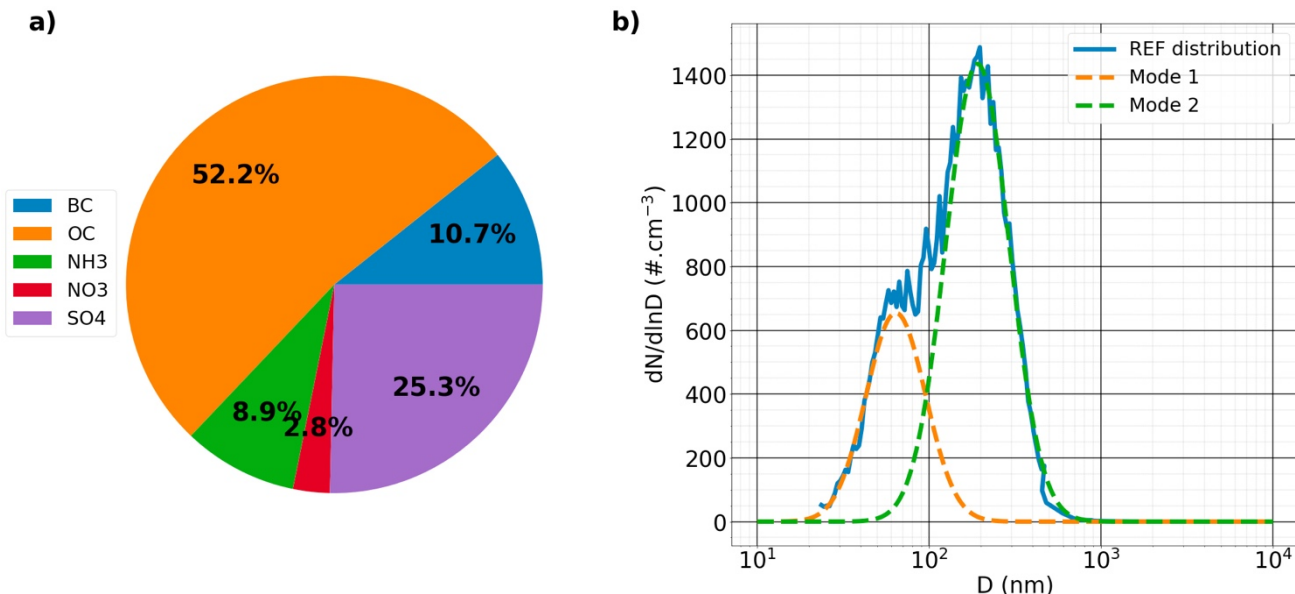 a)
52.2%
10.7%
8.9%
2.8%
25.3%
BC
OC
NH3
NO3
SO4
b)
REF distribution
Mode 1
Mode 2
dN/dlnD (#.cm⁻³)
1400
1200
1000
800
600
400
200
0
10¹ 10² 10³ 10⁴
D (nm)